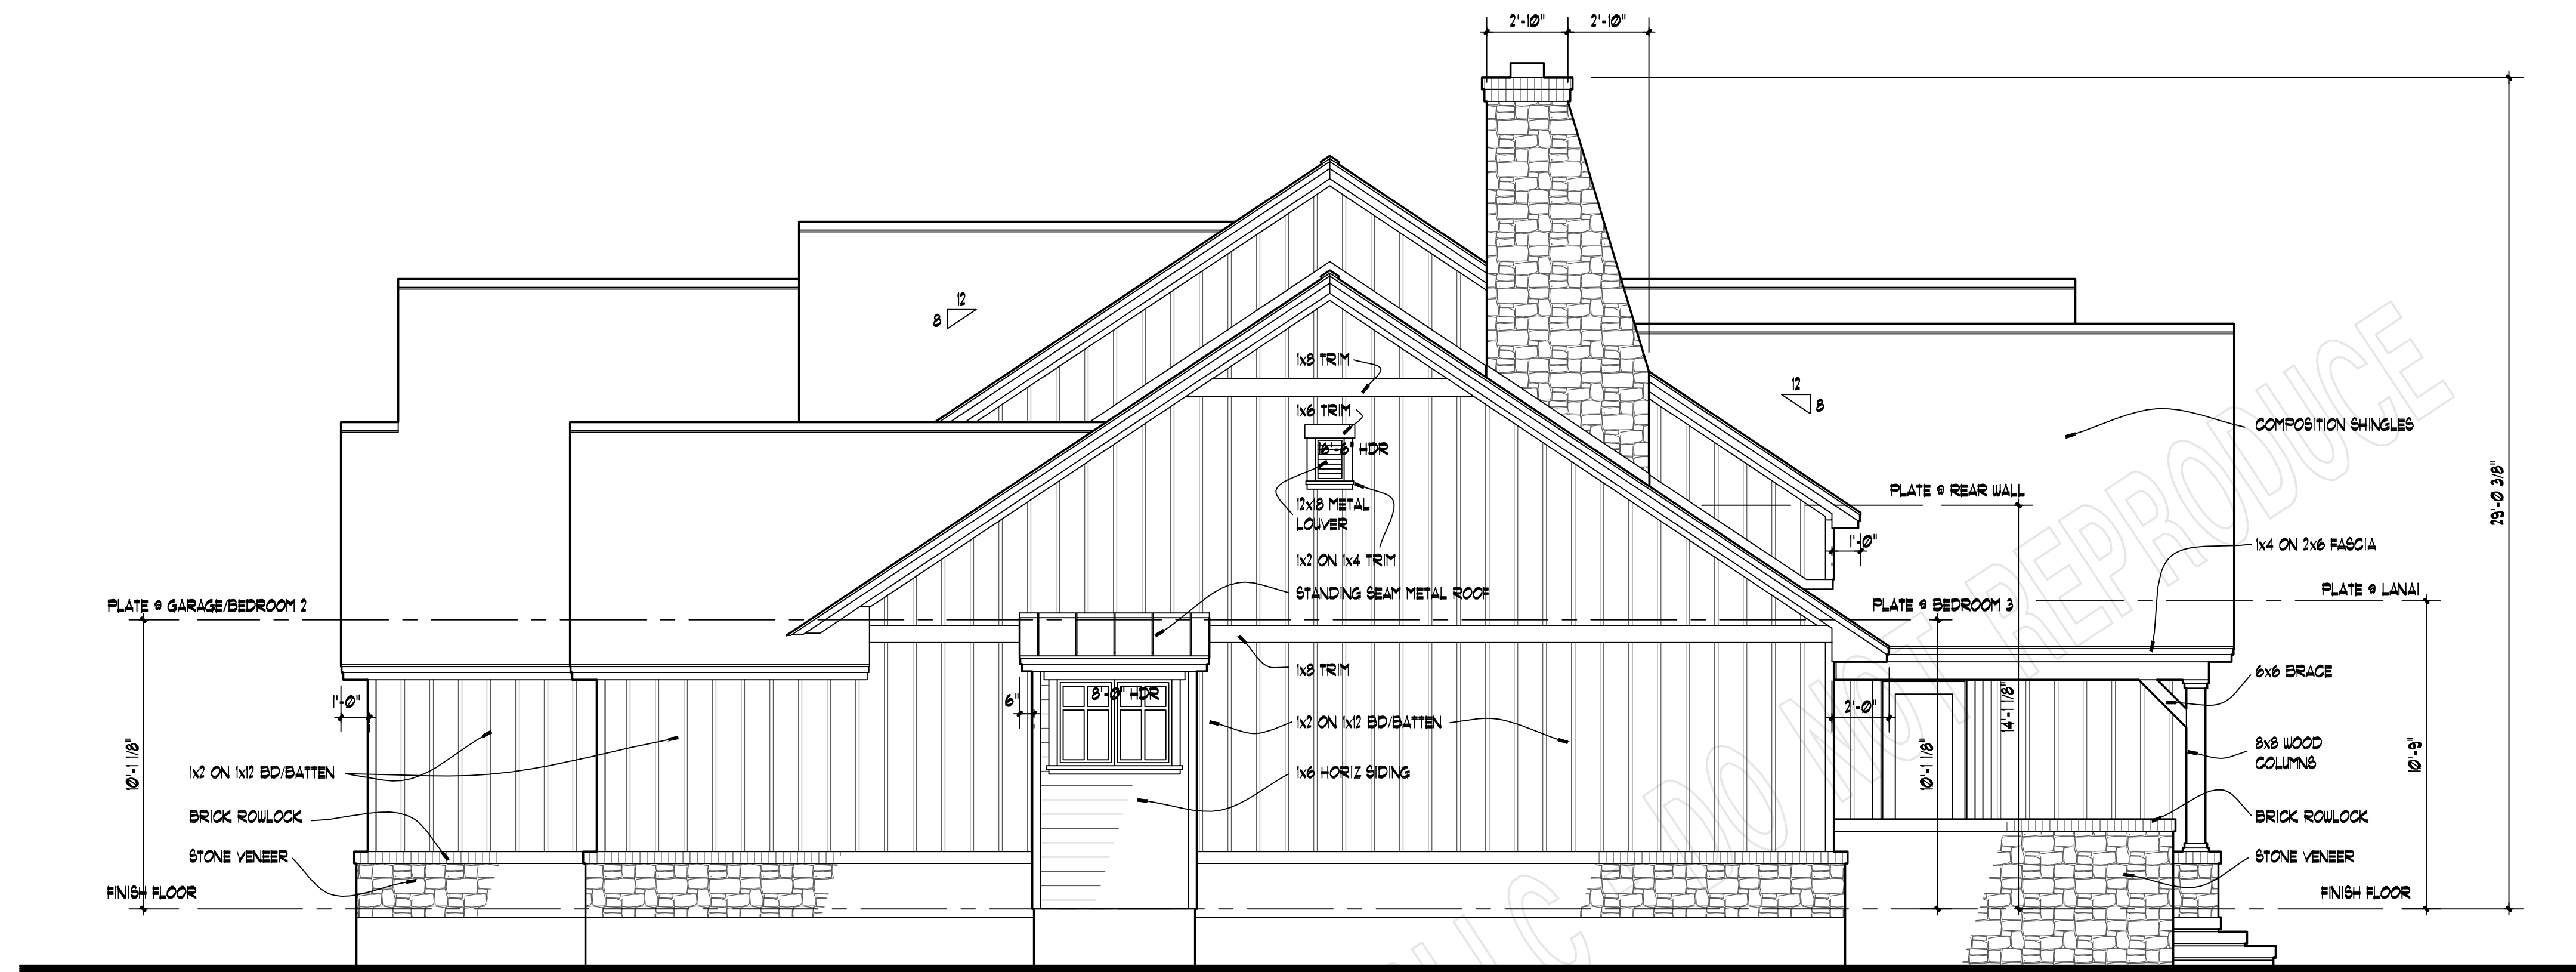 2'-10" 2'-10"
12
8
1x8 TRIM
12
8
1x6 TRIM
COMPOSITION SHINGLES
16'-6" HDR
29'-0 3/8"
PLATE @ REAR WALL
12x18 METAL
LOUVER
1'-0"
1x4 ON 2x6 FASCIA
1x2 ON 1x4 TRIM
STANDING SEAM METAL ROOF
PLATE @ LANAI
PLATE @ GARAGE/BEDROOM 2
PLATE @ BEDROOM 3
1x8 TRIM
6x6 BRACE
1'-0"
6"
8'-0" HDR
2'-0"
14'-1 1/8"
1x2 ON 1x12 BD/BATTEN
8x8 WOOD
COLUMNS
10'-1 1/8"
10'-1 1/8"
10'-9"
1x2 ON 1x12 BD/BATTEN
1x6 HORIZ SIDING
BRICK ROWLOCK
BRICK ROWLOCK
STONE VENEER
STONE VENEER
FINISH FLOOR
FINISH FLOOR
LLC - DO NOT REPRODUCE